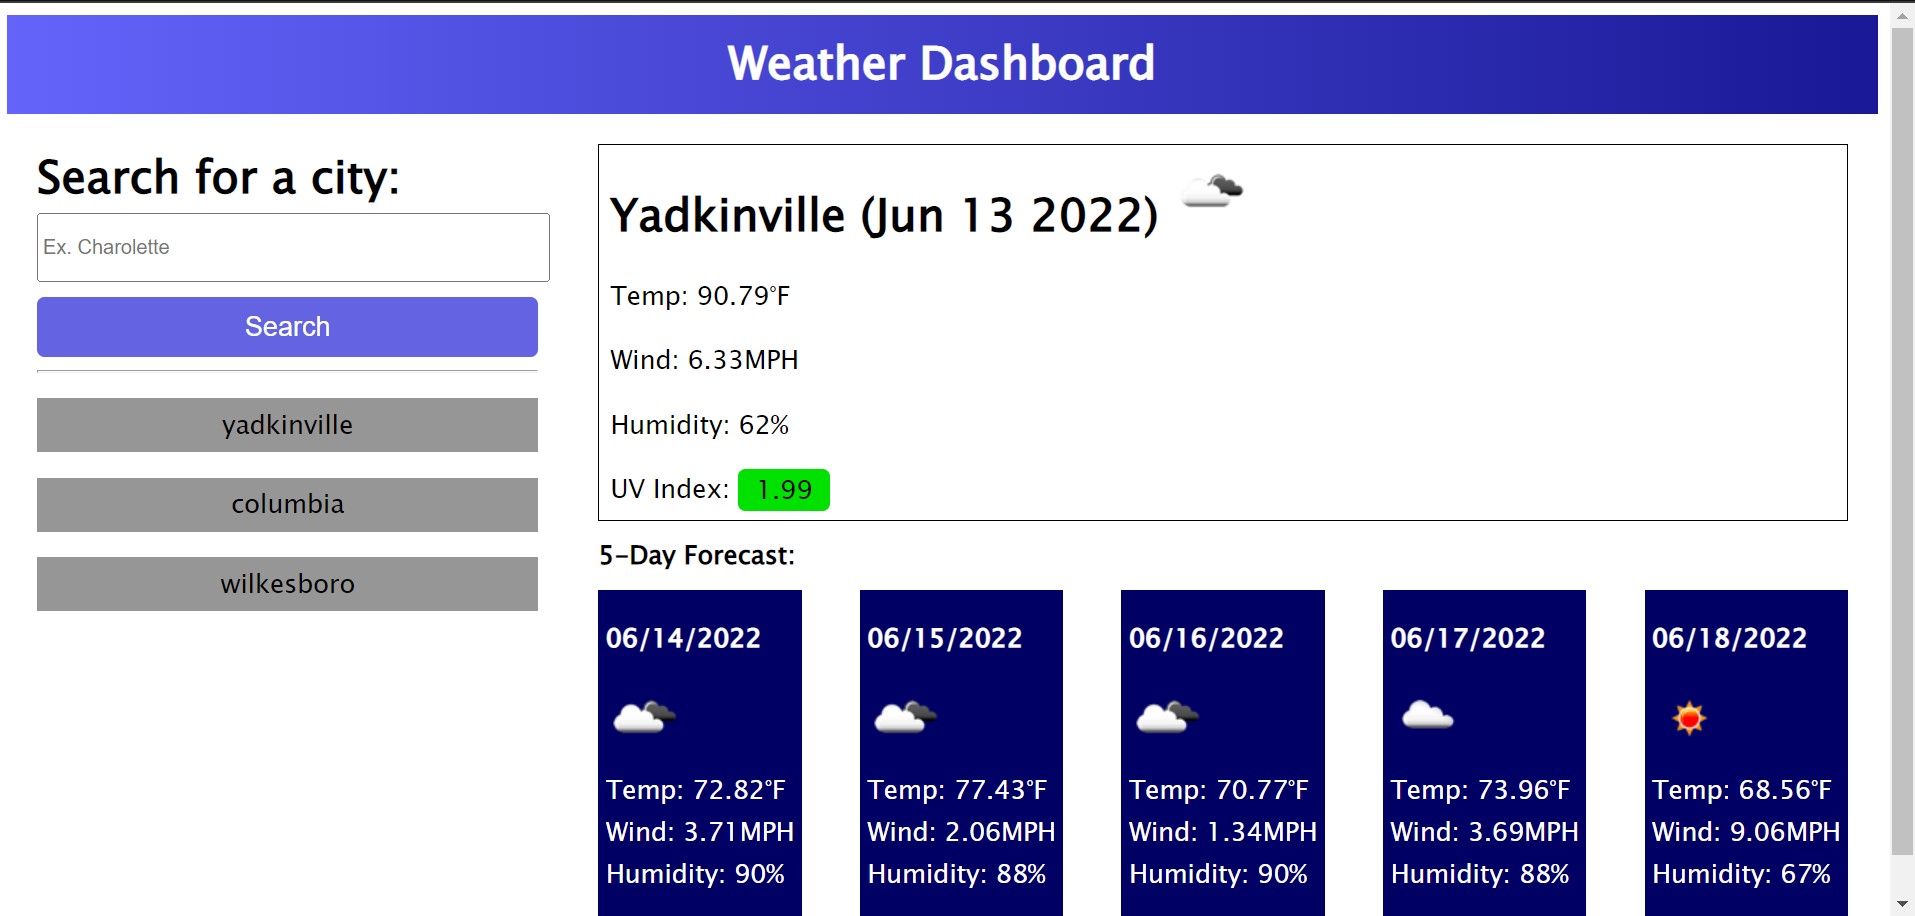 Weather Dashboard
Search for a city:
Ex. Charolette
Search
yadkinville
columbia
wilkesboro
Yadkinville (Jun 13 2022)
Temp: 90.79°F
Wind: 6.33MPH
Humidity: 62%
UV Index: 1.99
5-Day Forecast:
06/14/2022
Temp: 72.82°F
Wind: 3.71MPH
Humidity: 90%
06/15/2022
Temp: 77.43°F
Wind: 2.06MPH
Humidity: 88%
06/16/2022
Temp: 70.77°F
Wind: 1.34MPH
Humidity: 90%
06/17/2022
Temp: 73.96°F
Wind: 3.69MPH
Humidity: 88%
06/18/2022
Temp: 68.56°F
Wind: 9.06MPH
Humidity: 67%